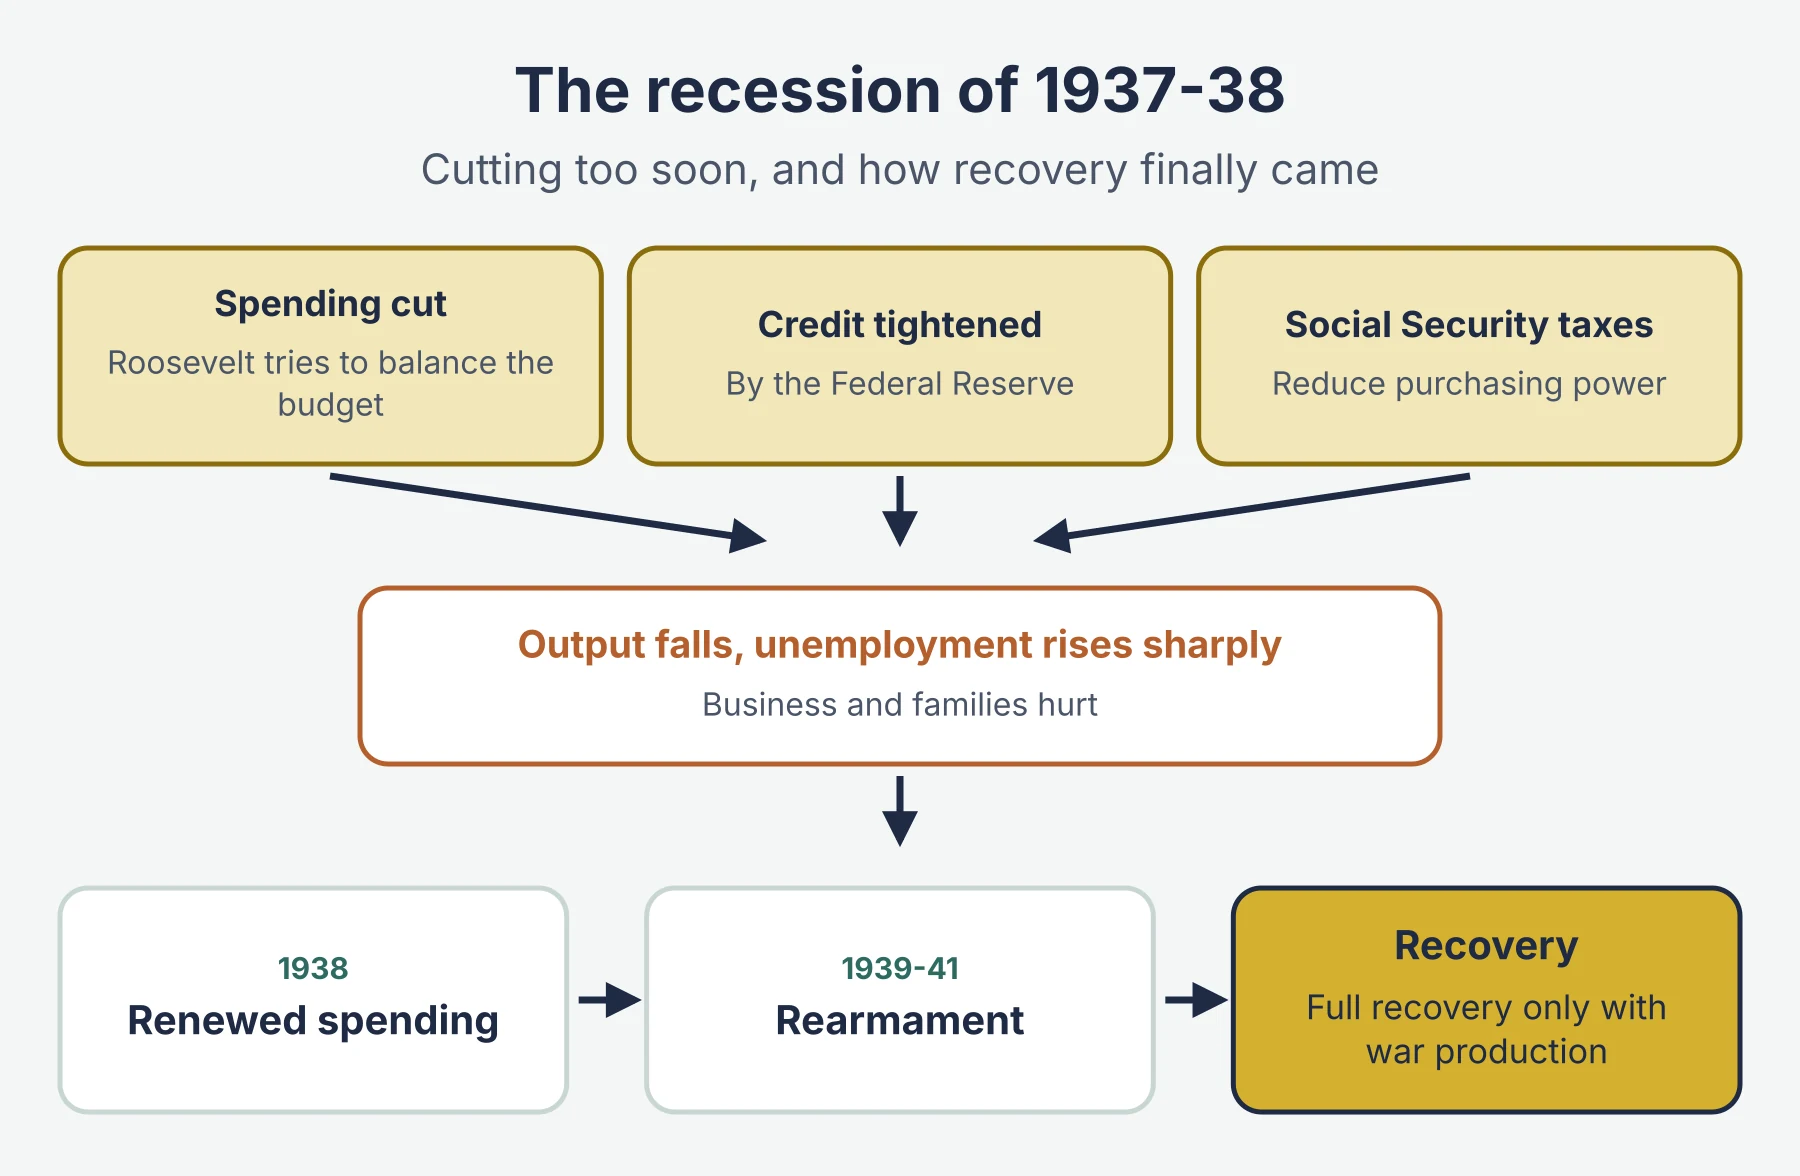 The recession of 1937-38
Cutting too soon, and how recovery finally came
Spending cut
Roosevelt tries to balance the
budget
Credit tightened
By the Federal Reserve
Social Security taxes
Reduce purchasing power
Output falls, unemployment rises sharply
Business and families hurt
1938
Renewed spending
1939-41
Rearmament
Recovery
Full recovery only with
war production